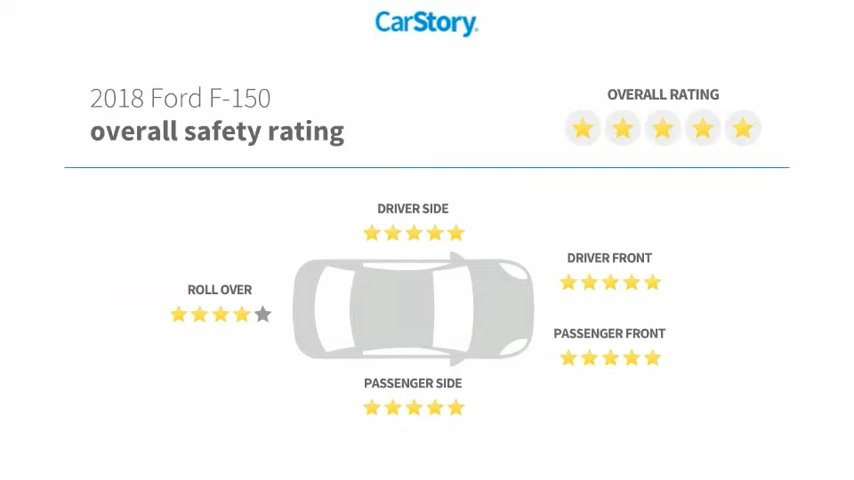 CarStory.
2018 Ford F-150
overall safety rating
OVERALL RATING
DRIVER SIDE
DRIVER FRONT
ROLL OVER
PASSENGER FRONT
PASSENGER SIDE